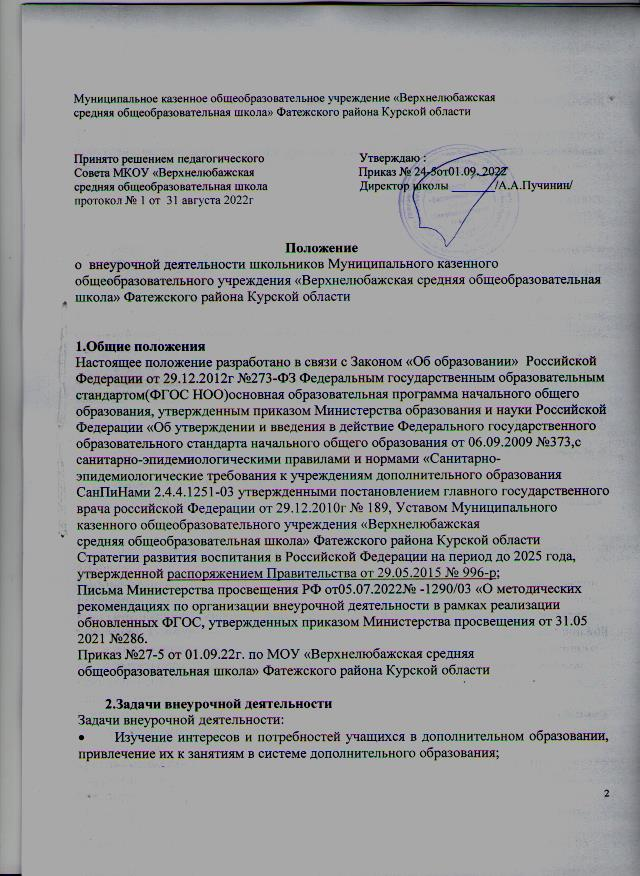 Муниципальное казенное общеобразовательное учреждение «Верхнелюбажская
средняя общеобразовательная школа» Фатежского района Курской области
Принято решением педагогического
Совета МКОУ «Верхнелюбажская
средняя общеобразовательная школа
протокол № 1 от 31 августа 2022г
Утверждаю :
Приказ № 24-5от01.09. 2022
Директор школы _______/А.А.Пучинин/
Положение
о внеурочной деятельности школьников Муниципального казенного
общеобразовательного учреждения «Верхнелюбажская средняя общеобразовательная
школа» Фатежского района Курской области
1.Общие положения
Настоящее положение разработано в связи с Законом «Об образовании» Российской
Федерации от 29.12.2012г №273-ФЗ Федеральным государственным образовательным
стандартом(ФГОС НОО)основная образовательная программа начального общего
образования, утвержденным приказом Министерства образования и науки Российской
Федерации «Об утверждении и введения в действие Федерального государственного
образовательного стандарта начального общего образования от 06.09.2009 №373,с
санитарно-эпидемиологическими правилами и нормами «Санитарно-
эпидемиологические требования к учреждениям дополнительного образования
СанПиНами 2.4.4.1251-03 утвержденными постановлением главного государственного
врача российской Федерации от 29.12.2010г № 189, Уставом Муниципального
казенного общеобразовательного учреждения «Верхнелюбажская
средняя общеобразовательная школа» Фатежского района Курской области
Стратегии развития воспитания в Российской Федерации на период до 2025 года,
утвержденной распоряжением Правительства от 29.05.2015 № 996-р;
Письма Министерства просвещения РФ от05.07.2022№ -1290/03 «О методических
рекомендациях по организации внеурочной деятельности в рамках реализации
обновленных ФГОС, утвержденных приказом Министерства просвещения от 31.05
2021 №286.
Приказ №27-5 от 01.09.22г. по МОУ «Верхнелюбажская средняя
общеобразовательная школа» Фатежского района Курской области
2.Задачи внеурочной деятельности
Задачи внеурочной деятельности:
• Изучение интересов и потребностей учащихся в дополнительном образовании,
привлечение их к занятиям в системе дополнительного образования;
2